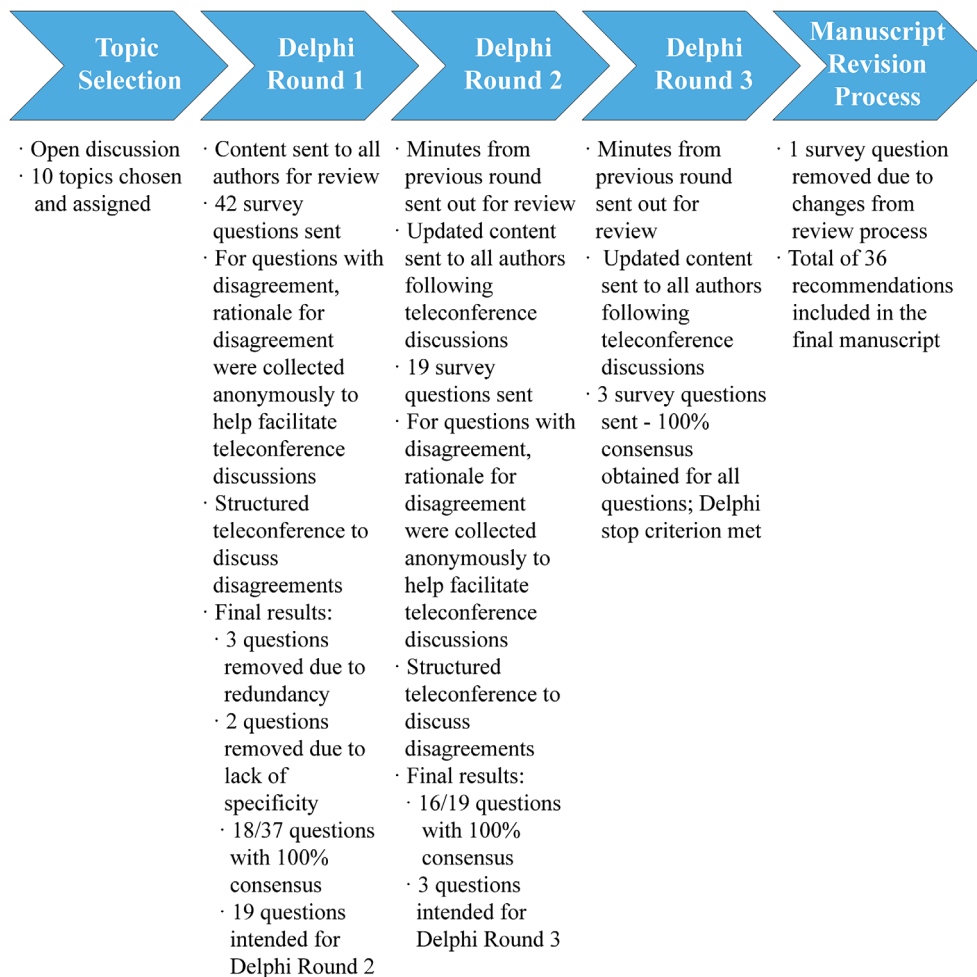 Topic
Selection
Delphi
Round 1
Delphi
Round 2
Delphi
Round 3
Manuscript
Revision
Process
· Open discussion
· 10 topics chosen
and assigned
· Content sent to all
authors for review
· 42 survey
questions sent
· For questions with
disagreement,
rationale for
disagreement
were collected
anonymously to
help facilitate
teleconference
discussions
· Structured
teleconference to
discuss
disagreements
· Final results:
· 3 questions
removed due to
redundancy
· 2 questions
removed due to
lack of
specificity
· 18/37 questions
with 100%
consensus
· 19 questions
intended for
Delphi Round 2
· Minutes from
previous round
sent out for review
· Updated content
sent to all authors
following
teleconference
discussions
· 19 survey
questions sent
· For questions with
disagreement,
rationale for
disagreement
were collected
anonymously to
help facilitate
teleconference
discussions
· Structured
teleconference to
discuss
disagreements
· Final results:
· 16/19 questions
with 100%
consensus
· 3 questions
intended for
Delphi Round 3
· Minutes from
previous round
sent out for
review
· Updated content
sent to all authors
following
teleconference
discussions
· 3 survey questions
sent - 100%
consensus
obtained for all
questions; Delphi
stop criterion met
· 1 survey question
removed due to
changes from
review process
· Total of 36
recommendations
included in the
final manuscript